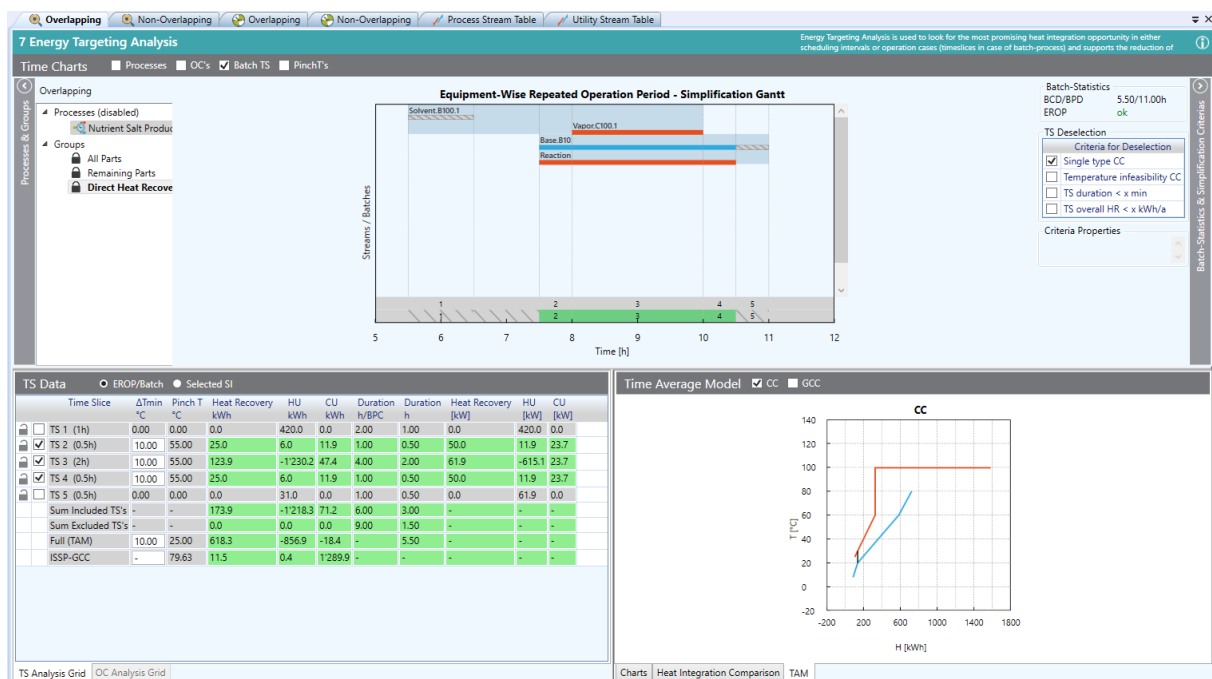 Overlapping Non-Overlapping Overlapping Non-Overlapping Process Stream Table Utility Stream Table
7 Energy Targeting Analysis
Energy Targeting Analysis is used to look for the most promising heat integration opportunity in either
scheduling intervals or operation cases (timeslices in case of batch-process) and supports the reduction of
Time Charts Processes OC's Batch TS PinchT's
Processes & Groups
Overlapping
Processes (disabled)
Nutrient Salt Produc
Groups
All Parts
Remaining Parts
Direct Heat Recove
Equipment-Wise Repeated Operation Period - Simplification Gantt
Solvent.B100.1
Vapor.C100.1
Base.B10
Reaction
Streams / Batches
1 2 3 4 5
1 2 3 4 5
5 6 7 8 9 10 11 12
Time [h]
Batch-Statistics
BCD/BPD 5.50/11.00h
EROP ok
TS Deselection
Criteria for Deselection
Single type CC
Temperature infeasibility CC
TS duration < x min
TS overall HR < x kWh/a
Criteria Properties
Batch-Statistics & Simplification Criteria
TS Data EROP/Batch Selected SI
Time Slice ΔTmin Pinch T Heat Recovery HU CU Duration Duration Heat Recovery HU CU
°C °C kWh kWh kWh h/BPC h [kW] [kW] [kW]
TS 1 (1h) 0.00 0.00 0.0 420.0 0.0 2.00 1.00 0.0 420.0 0.0
TS 2 (0.5h) 10.00 55.00 25.0 6.0 11.9 1.00 0.50 50.0 11.9 23.7
TS 3 (2h) 10.00 55.00 123.9 -1'230.2 47.4 4.00 2.00 61.9 -615.1 23.7
TS 4 (0.5h) 10.00 55.00 25.0 6.0 11.9 1.00 0.50 50.0 11.9 23.7
TS 5 (0.5h) 0.00 0.00 0.0 31.0 0.0 1.00 0.50 0.0 61.9 0.0
Sum Included TS's - - 173.9 -1'218.3 71.2 6.00 3.00 - - -
Sum Excluded TS's - - 0.0 0.0 0.0 9.00 1.50 - - -
Full (TAM) 10.00 25.00 618.3 -856.9 -18.4 - 5.50 - - -
ISSP-GCC - 79.63 11.5 0.4 1'289.9 - - - - -
TS Analysis Grid OC Analysis Grid
Time Average Model CC GCC
CC
140
120
100
80
60
40
20
0
-20
T [°C]
-200 200 600 1000 1400 1800
H [kWh]
Charts Heat Integration Comparison TAM